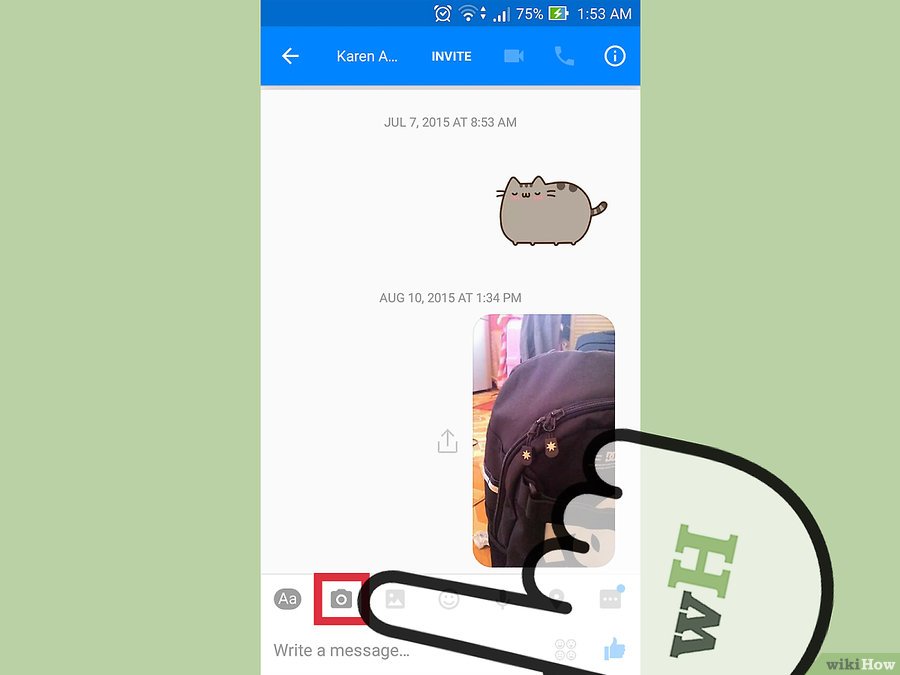 75% 1:53 AM
Karen A... INVITE
JUL 7, 2015 AT 8:53 AM
AUG 10, 2015 AT 1:34 PM
Aa
Write a message...
wH
wikiHow